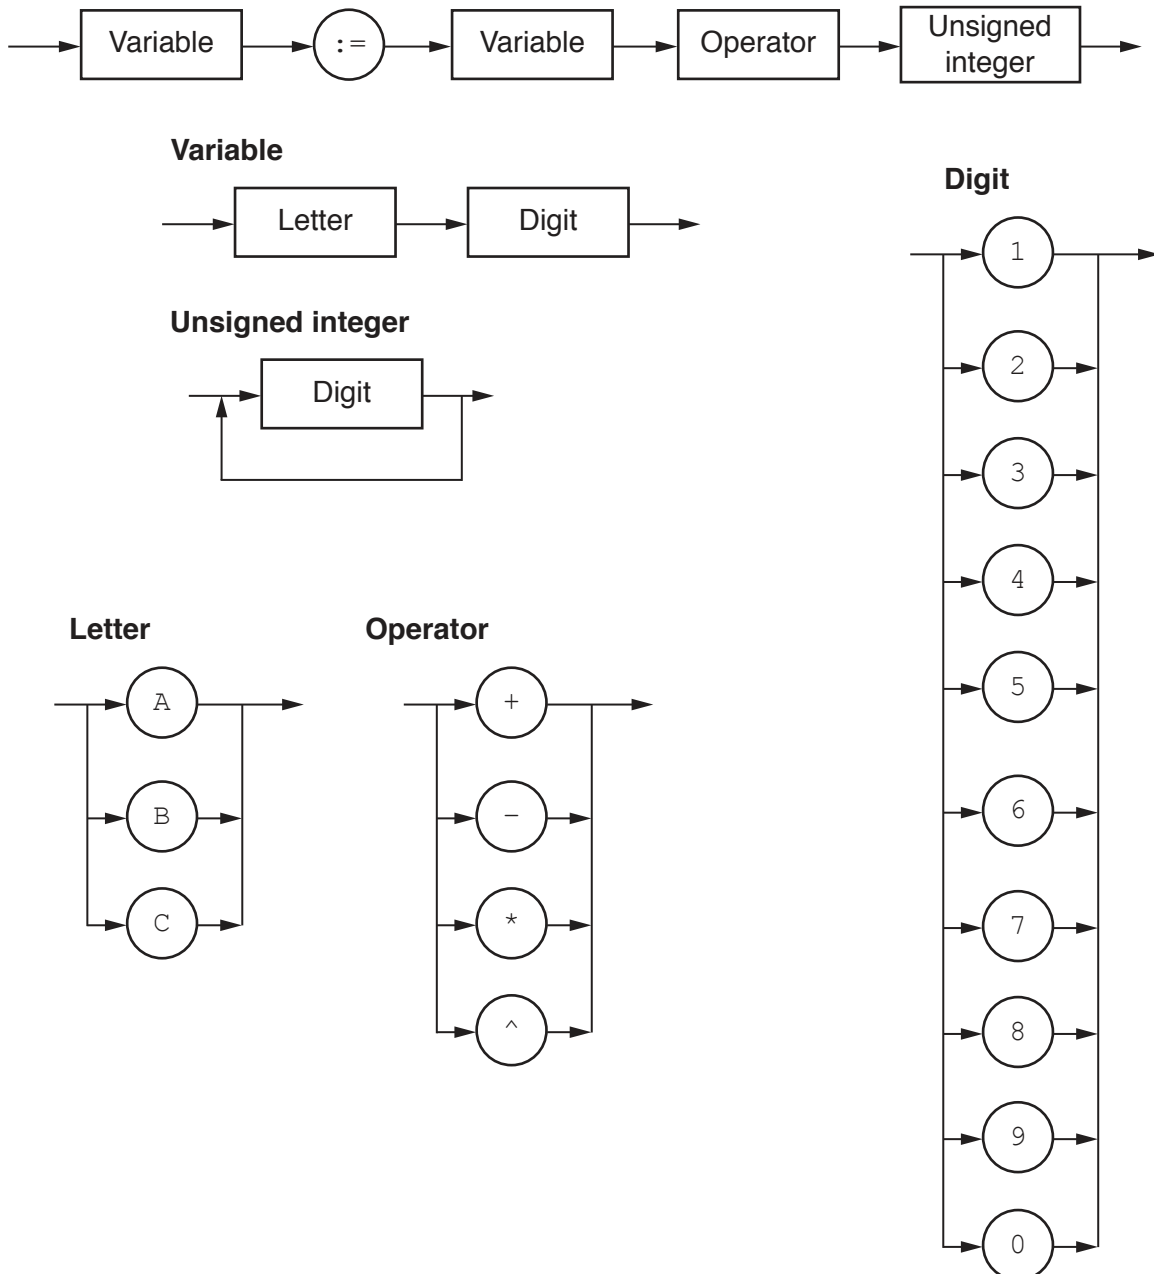 Variable := Variable Operator Unsigned integer
Variable
Letter Digit
Unsigned integer
Digit
Letter
A
B
C
Operator
+
-
*
^
Digit
1
2
3
4
5
6
7
8
9
0